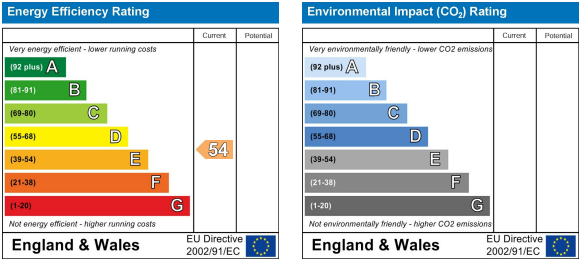 Energy Efficiency Rating
Current Potential
Very energy efficient - lower running costs
(92 plus) A
(81-91) B
(69-80) C
(55-68) D
(39-54) E
54
(21-38) F
(1-20) G
Not energy efficient - higher running costs
England & Wales
EU Directive
2002/91/EC
Environmental Impact (CO2) Rating
Current Potential
Very environmentally friendly - lower CO2 emissions
(92 plus) A
(81-91) B
(69-80) C
(55-68) D
(39-54) E
(21-38) F
(1-20) G
Not environmentally friendly - higher CO2 emissions
England & Wales
EU Directive
2002/91/EC